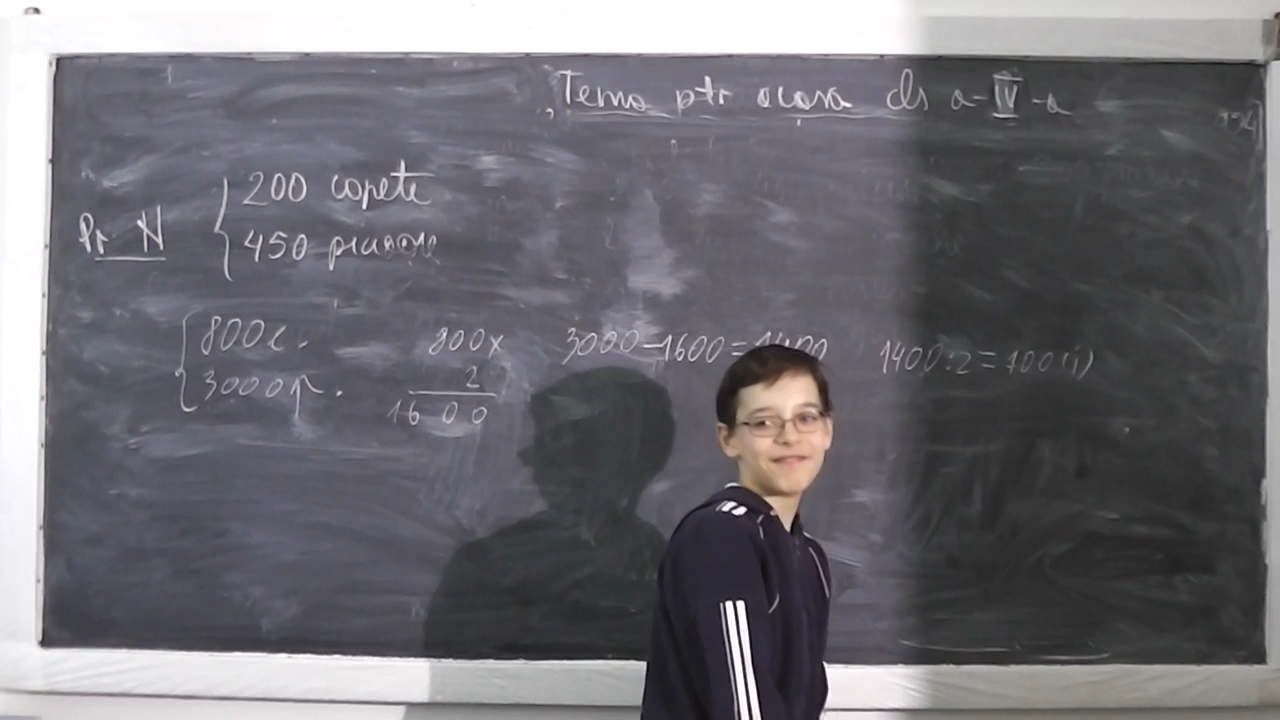 Tema ptr acasa cls a-IV-a
Pr N
200 capete
450 picioare
800c.
3000p.
800x
2
1600
3000-1600=1400
1400:2=700(i)